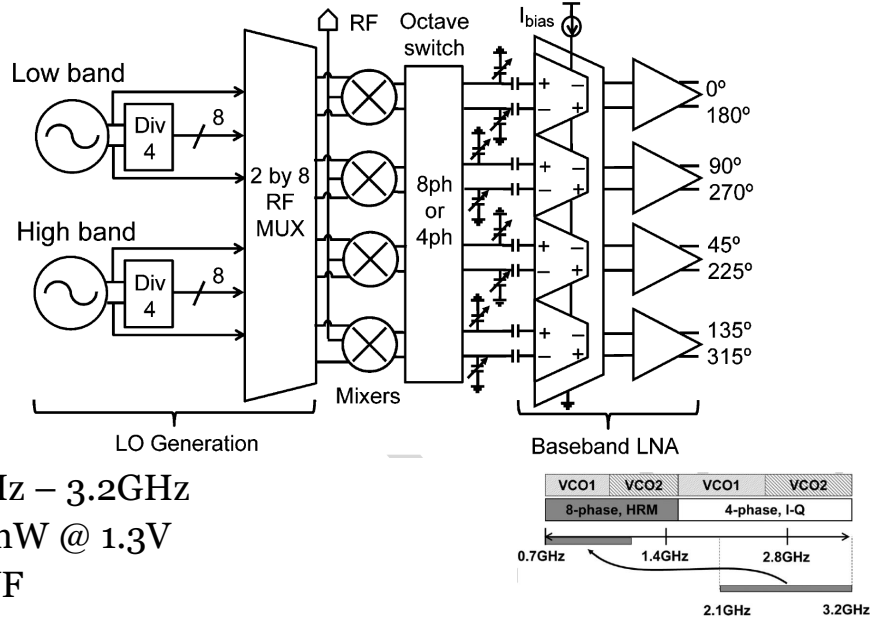 RF
Octave
switch
Ibias
Low band
Div
4
8
2 by 8
RF
MUX
High band
Div
4
8
8ph
or
4ph
+ −
− +
+ −
− +
+ −
− +
+ −
− +
0º
180º
90º
270º
45º
225º
135º
315º
Mixers
LO Generation
Baseband LNA
Hz – 3.2GHz
@ 1.3V
VCO1 VCO2 VCO1 VCO2
8-phase, HRM 4-phase, I-Q
0.7GHz 1.4GHz 2.8GHz
2.1GHz 3.2GHz